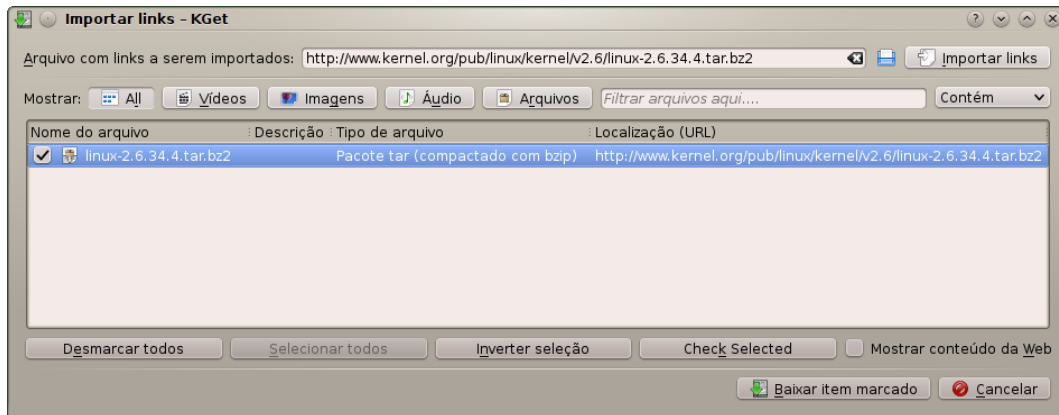 Importar links – KGet
Arquivo com links a serem importados: http://www.kernel.org/pub/linux/kernel/v2.6/linux-2.6.34.4.tar.bz2 Importar links
Mostrar: All Vídeos Imagens Áudio Arquivos Filtrar arquivos aqui.... Contém
Nome do arquivo Descrição Tipo de arquivo Localização (URL)
linux-2.6.34.4.tar.bz2 Pacote tar (compactado com bzip) http://www.kernel.org/pub/linux/kernel/v2.6/linux-2.6.34.4.tar.bz2
Desmarcar todos Selecionar todos Inverter seleção Check Selected Mostrar conteúdo da Web
Baixar item marcado Cancelar